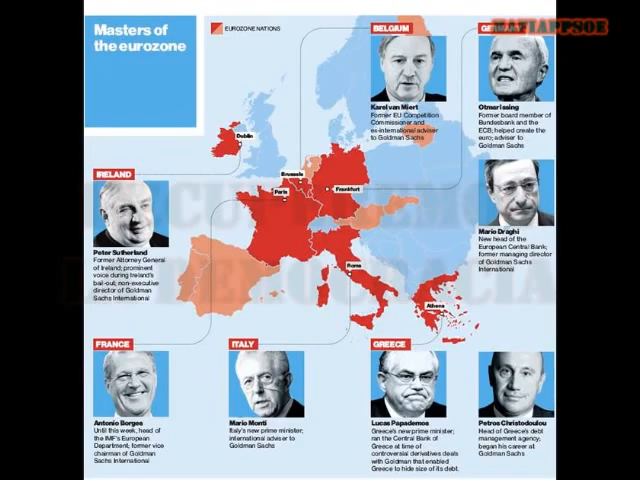 Masters of
the eurozone
EUROZONE NATIONS
BELGIUM
Karel van Miert
Former EU Competition
Commissioner and
ex-international adviser
to Goldman Sachs
Otmar Issing
Former board member of
Bundesbank and the
ECB; helped create the
euro; adviser to
Goldman Sachs
Mario Draghi
New head of the
European Central Bank;
former managing director
of Goldman Sachs
International
IRELAND
Peter Sutherland
Former Attorney General
of Ireland; prominent
voice during Ireland's
bail-out; non-executive
director of Goldman
Sachs International
Dublin
Brussels
Paris
Frankfurt
Rome
Athens
FRANCE
Antonio Borges
Until this week, head of
the IMF's European
Department; former vice
chairman of Goldman
Sachs International
ITALY
Mario Monti
Italy's new prime minister;
international adviser to
Goldman Sachs
GREECE
Lucas Papademos
Greece's new prime minister;
ran the Central Bank of
Greece at time of
controversial derivatives deals
with Goldman that enabled
Greece to hide size of its debt.
Petros Christodoulou
Head of Greece's debt
management agency;
began his career at
Goldman Sachs